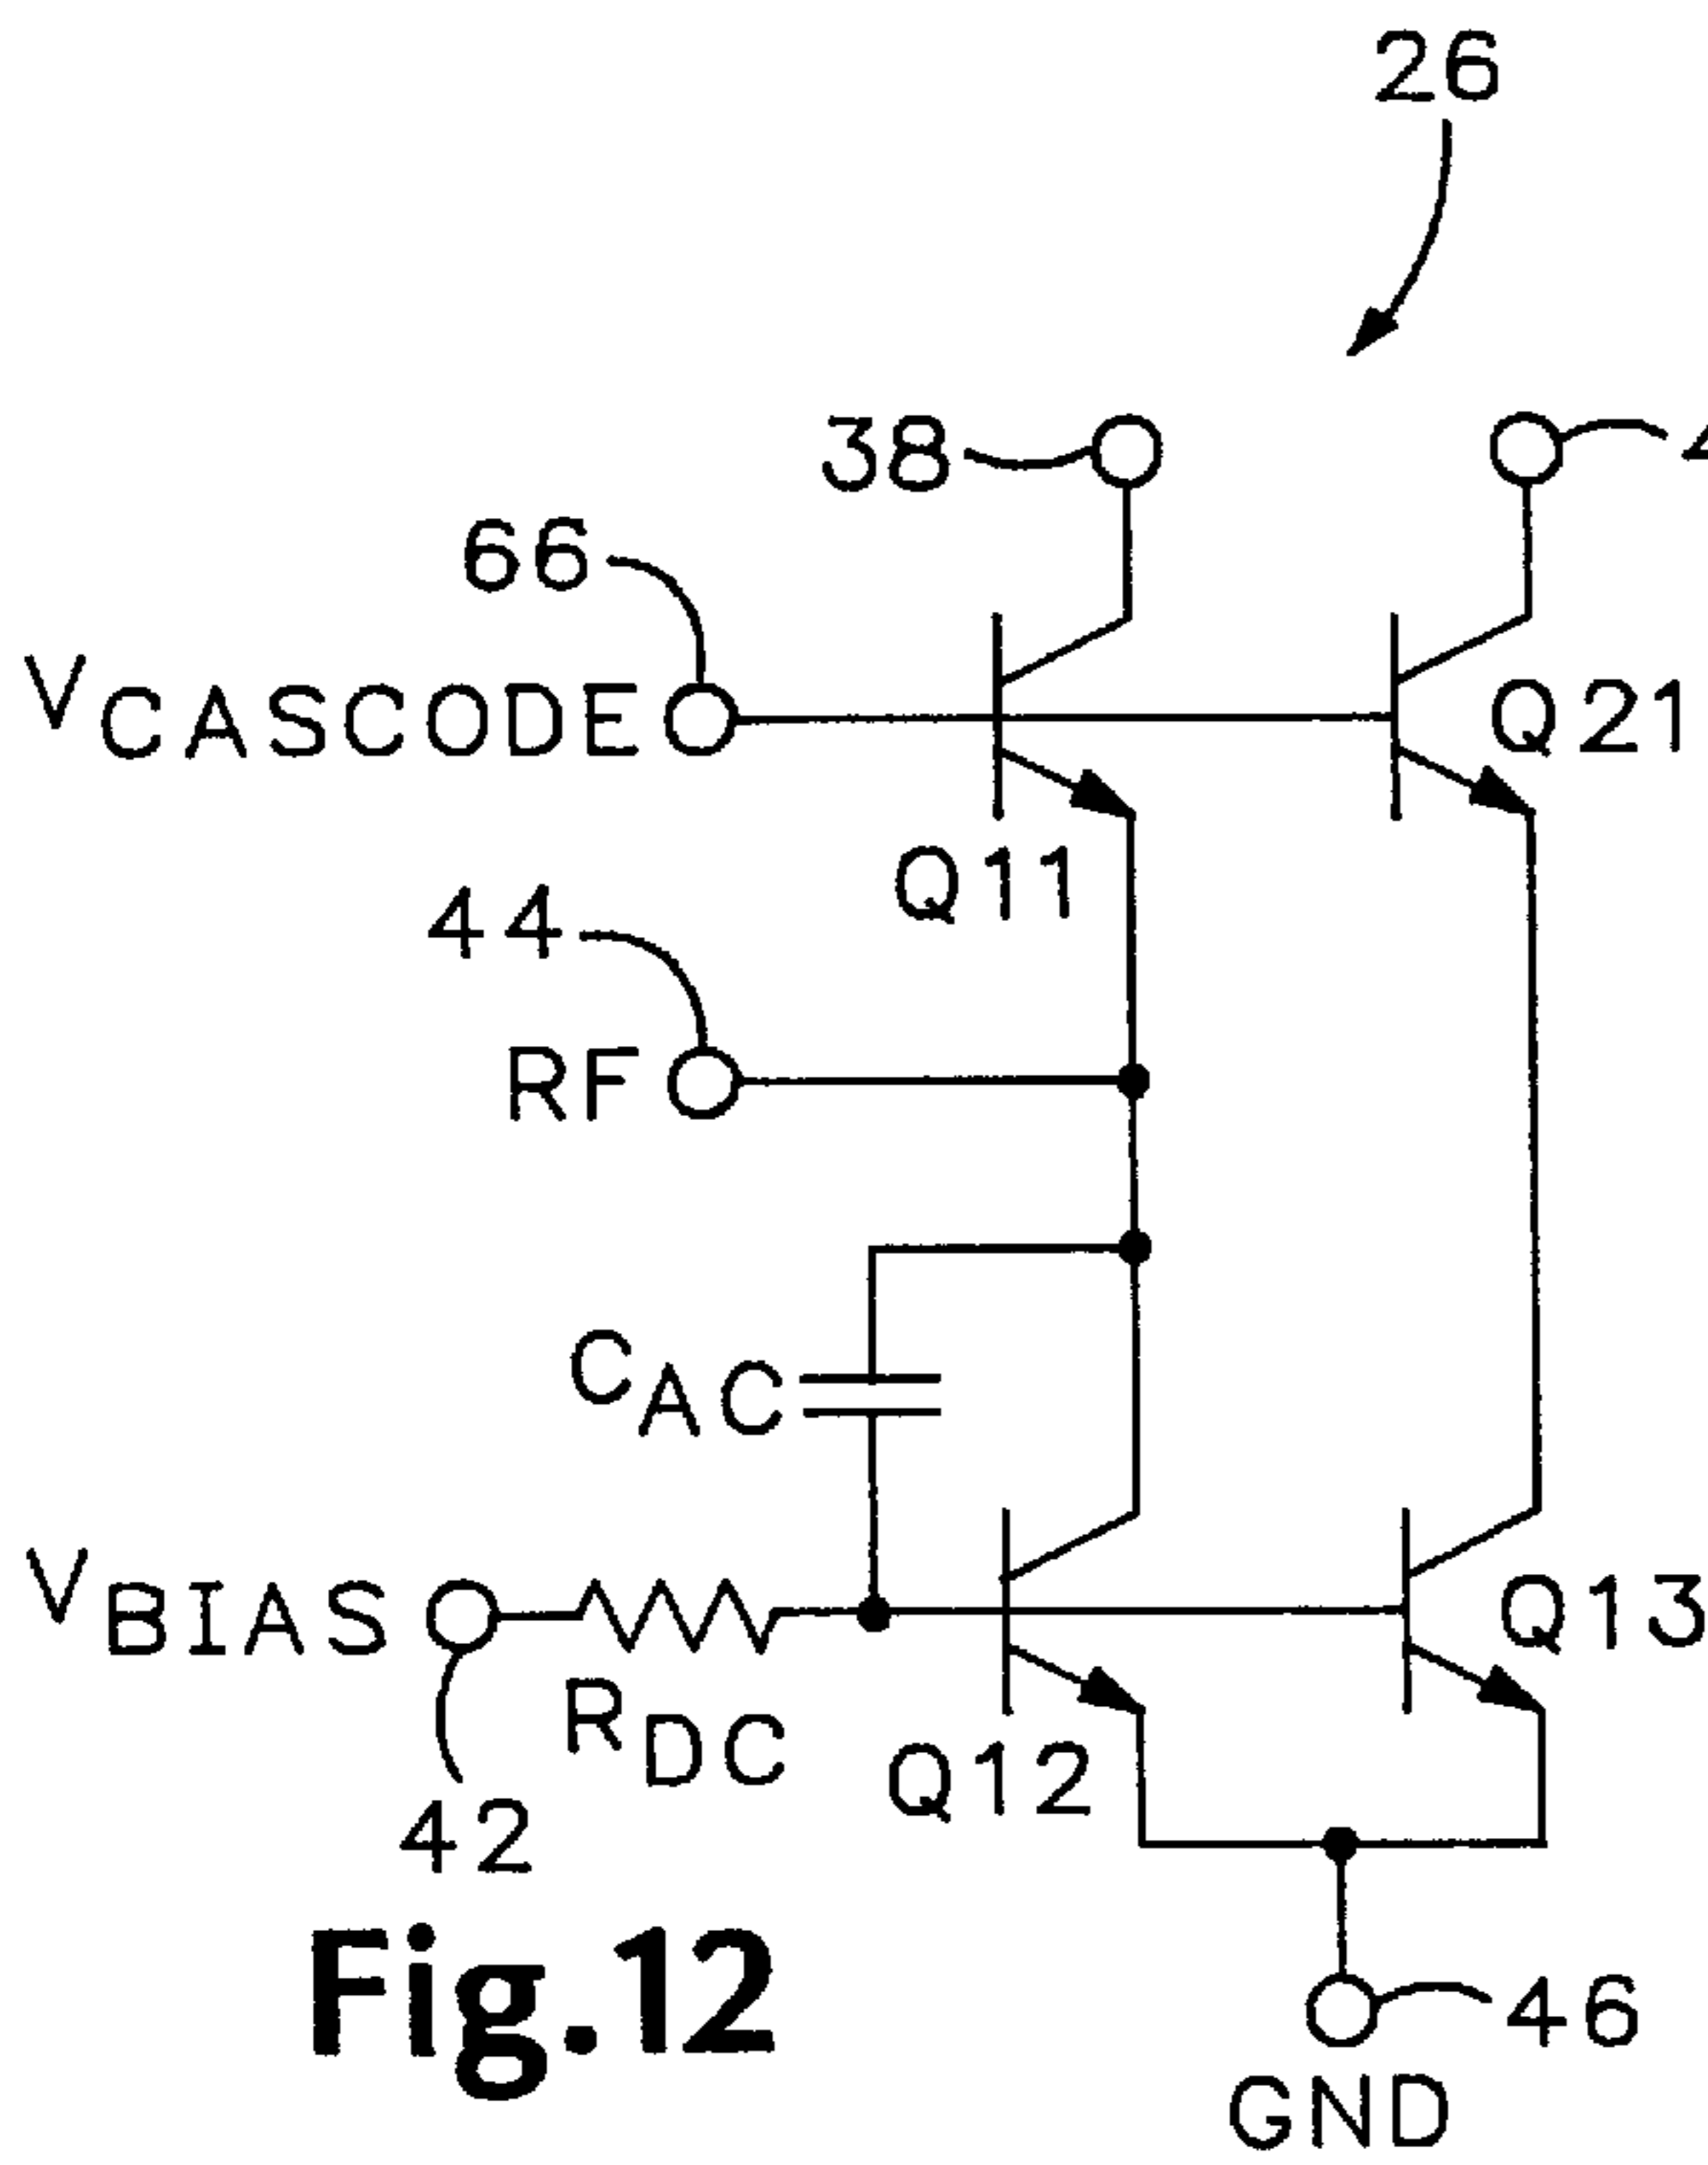 26
38
66
VCASCODE
Q21
Q11
44
RF
CAC
VBIAS
Q13
RDC
Q12
42
Fig.12
46
GND